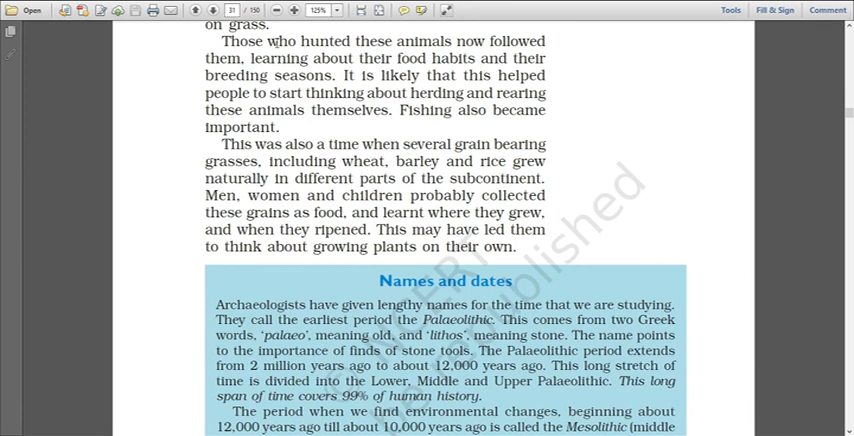 Open
31 / 150
125%
Tools
Fill & Sign
Comment
on grass.
Those who hunted these animals now followed
them, learning about their food habits and their
breeding seasons. It is likely that this helped
people to start thinking about herding and rearing
these animals themselves. Fishing also became
important.
This was also a time when several grain bearing
grasses, including wheat, barley and rice grew
naturally in different parts of the subcontinent.
Men, women and children probably collected
these grains as food, and learnt where they grew,
and when they ripened. This may have led them
to think about growing plants on their own.
Names and dates
Archaeologists have given lengthy names for the time that we are studying.
They call the earliest period the Palaeolithic. This comes from two Greek
words, ‘palaeo’, meaning old, and ‘lithos’, meaning stone. The name
points to the importance of finds of stone tools. The Palaeolithic period extends
from 2 million years ago to about 12,000 years ago. This long stretch of
time is divided into the Lower, Middle and Upper Palaeolithic. This long
span of time covers 99% of human history.
The period when we find environmental changes, beginning about
12,000 years ago till about 10,000 years ago is called the Mesolithic (middle
© NCERT
be republished